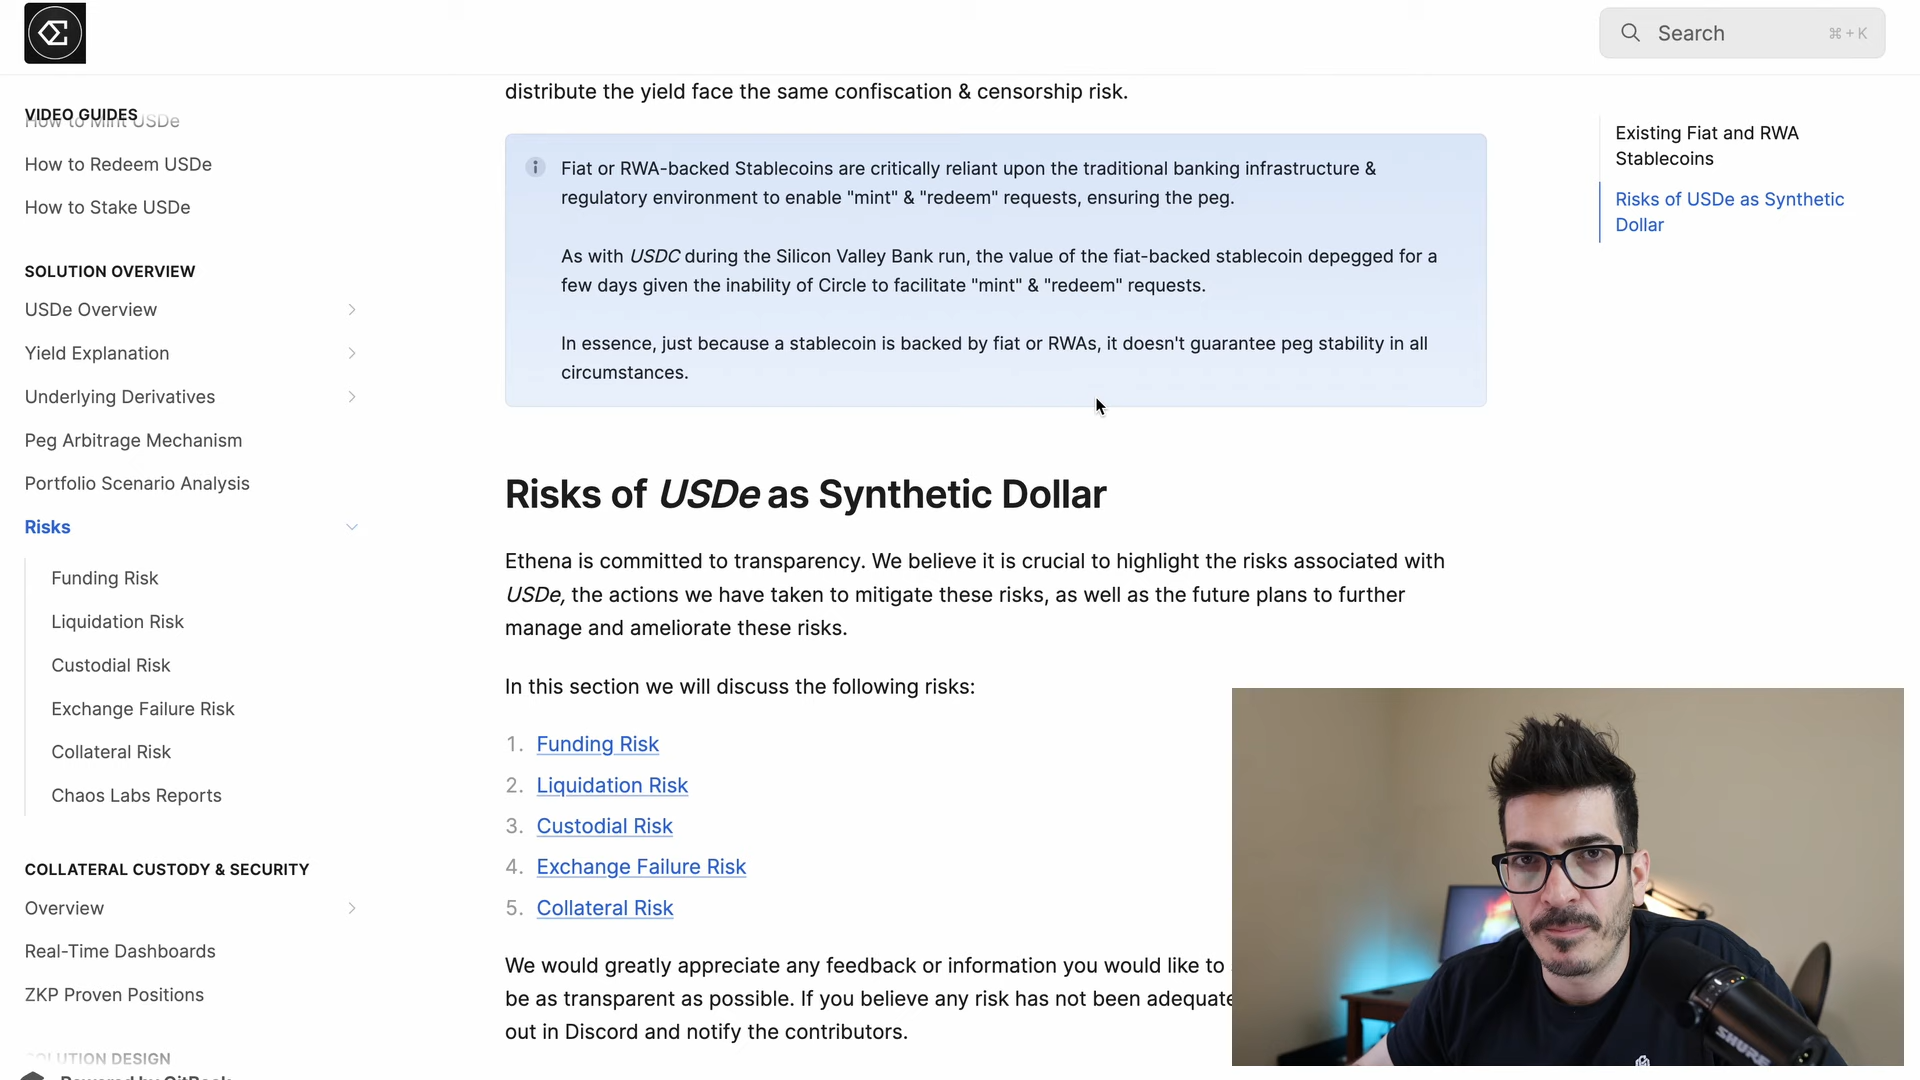 Search
⌘ + K
VIDEO GUIDES
How to Mint USDe
How to Redeem USDe
How to Stake USDe
SOLUTION OVERVIEW
USDe Overview
Yield Explanation
Underlying Derivatives
Peg Arbitrage Mechanism
Portfolio Scenario Analysis
Risks
Funding Risk
Liquidation Risk
Custodial Risk
Exchange Failure Risk
Collateral Risk
Chaos Labs Reports
COLLATERAL CUSTODY & SECURITY
Overview
Real-Time Dashboards
ZKP Proven Positions
SOLUTION DESIGN
Powered by GitBook
distribute the yield face the same confiscation & censorship risk.
Fiat or RWA-backed Stablecoins are critically reliant upon the traditional banking infrastructure &
regulatory environment to enable "mint" & "redeem" requests, ensuring the peg.
As with USDC during the Silicon Valley Bank run, the value of the fiat-backed stablecoin depegged for a
few days given the inability of Circle to facilitate "mint" & "redeem" requests.
In essence, just because a stablecoin is backed by fiat or RWAs, it doesn't guarantee peg stability in all
circumstances.
Risks of USDe as Synthetic Dollar
Ethena is committed to transparency. We believe it is crucial to highlight the risks associated with
USDe, the actions we have taken to mitigate these risks, as well as the future plans to further
manage and ameliorate these risks.
In this section we will discuss the following risks:
1. Funding Risk
2. Liquidation Risk
3. Custodial Risk
4. Exchange Failure Risk
5. Collateral Risk
We would greatly appreciate any feedback or information you would like to
be as transparent as possible. If you believe any risk has not been adequate
out in Discord and notify the contributors.
Existing Fiat and RWA
Stablecoins
Risks of USDe as Synthetic
Dollar
SHURE